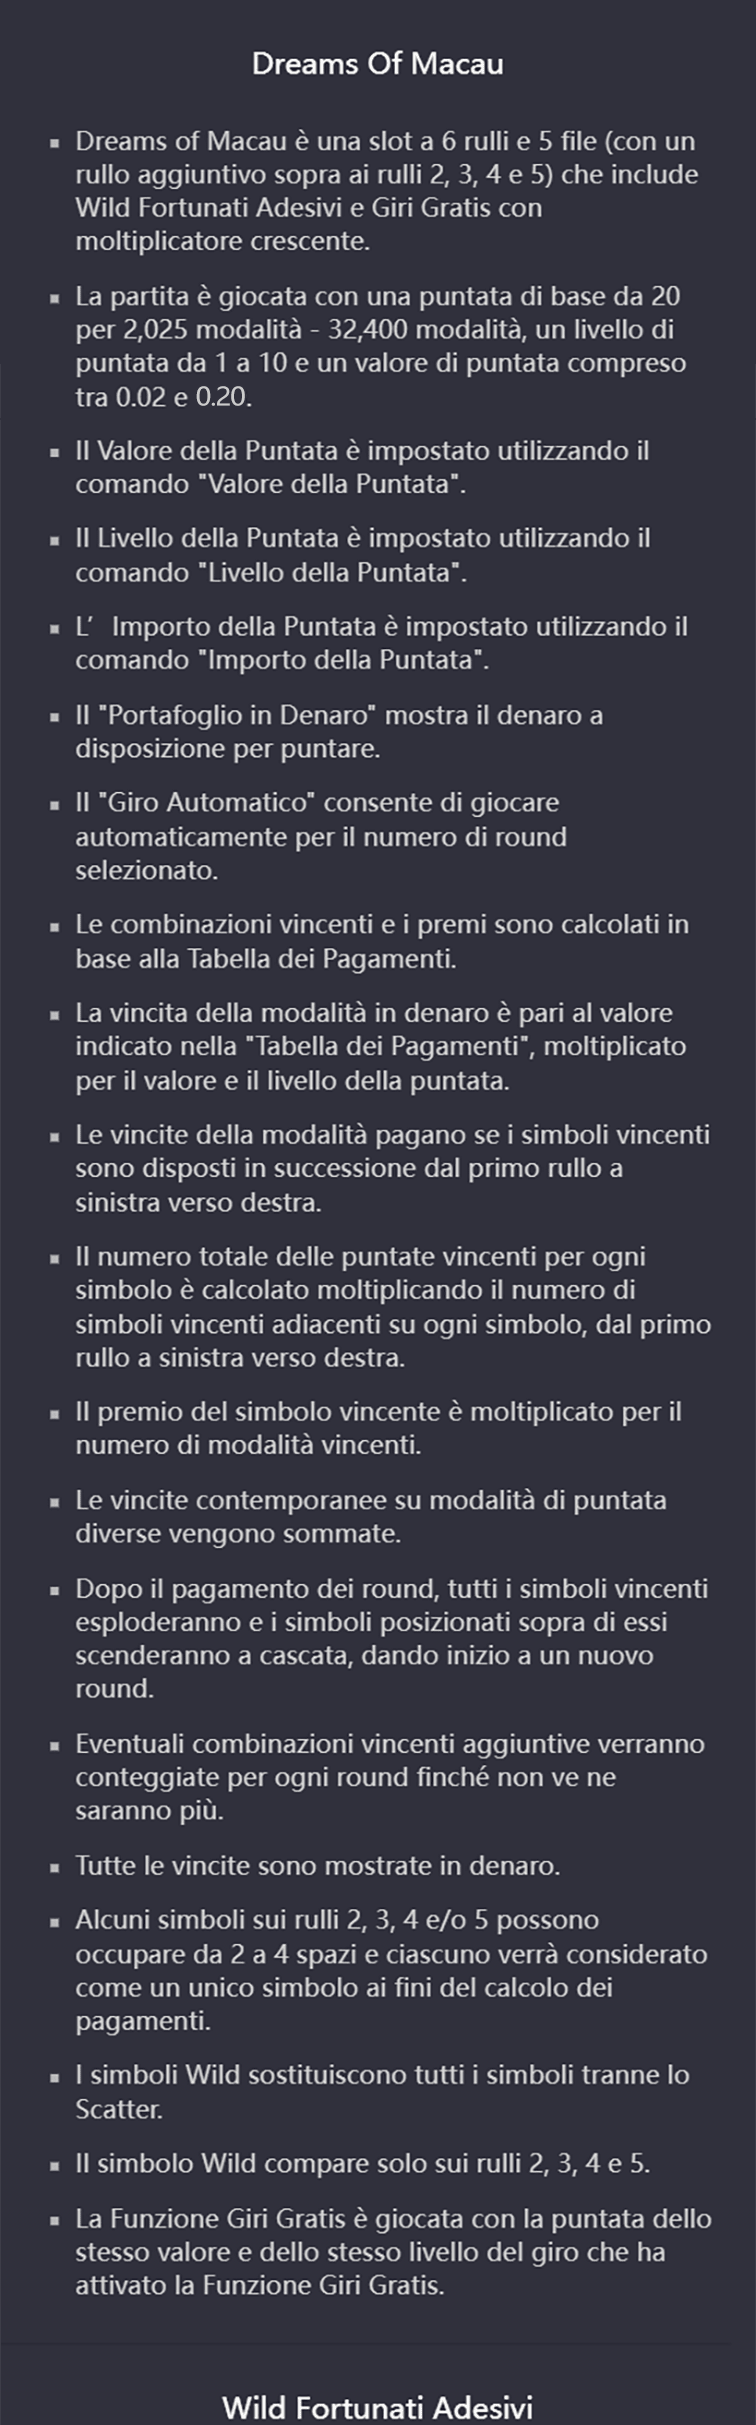 Dreams Of Macau
▪ Dreams of Macau è una slot a 6 rulli e 5 file (con un
rullo aggiuntivo sopra ai rulli 2, 3, 4 e 5) che include
Wild Fortunati Adesivi e Giri Gratis con
moltiplicatore crescente.
▪ La partita è giocata con una puntata di base da 20
per 2,025 modalità - 32,400 modalità, un livello di
puntata da 1 a 10 e un valore di puntata compreso
tra 0.02 e 0.20.
▪ Il Valore della Puntata è impostato utilizzando il
comando "Valore della Puntata".
▪ Il Livello della Puntata è impostato utilizzando il
comando "Livello della Puntata".
▪ L’ Importo della Puntata è impostato utilizzando il
comando "Importo della Puntata".
▪ Il "Portafoglio in Denaro" mostra il denaro a
disposizione per puntare.
▪ Il "Giro Automatico" consente di giocare
automaticamente per il numero di round
selezionato.
▪ Le combinazioni vincenti e i premi sono calcolati in
base alla Tabella dei Pagamenti.
▪ La vincita della modalità in denaro è pari al valore
indicato nella "Tabella dei Pagamenti", moltiplicato
per il valore e il livello della puntata.
▪ Le vincite della modalità pagano se i simboli vincenti
sono disposti in successione dal primo rullo a
sinistra verso destra.
▪ Il numero totale delle puntate vincenti per ogni
simbolo è calcolato moltiplicando il numero di
simboli vincenti adiacenti su ogni simbolo, dal primo
rullo a sinistra verso destra.
▪ Il premio del simbolo vincente è moltiplicato per il
numero di modalità vincenti.
▪ Le vincite contemporanee su modalità di puntata
diverse vengono sommate.
▪ Dopo il pagamento dei round, tutti i simboli vincenti
esploderanno e i simboli posizionati sopra di essi
scenderanno a cascata, dando inizio a un nuovo
round.
▪ Eventuali combinazioni vincenti aggiuntive verranno
conteggiate per ogni round finché non ve ne
saranno più.
▪ Tutte le vincite sono mostrate in denaro.
▪ Alcuni simboli sui rulli 2, 3, 4 e/o 5 possono
occupare da 2 a 4 spazi e ciascuno verrà considerato
come un unico simbolo ai fini del calcolo dei
pagamenti.
▪ I simboli Wild sostituiscono tutti i simboli tranne lo
Scatter.
▪ Il simbolo Wild compare solo sui rulli 2, 3, 4 e 5.
▪ La Funzione Giri Gratis è giocata con la puntata dello
stesso valore e dello stesso livello del giro che ha
attivato la Funzione Giri Gratis.
Wild Fortunati Adesivi